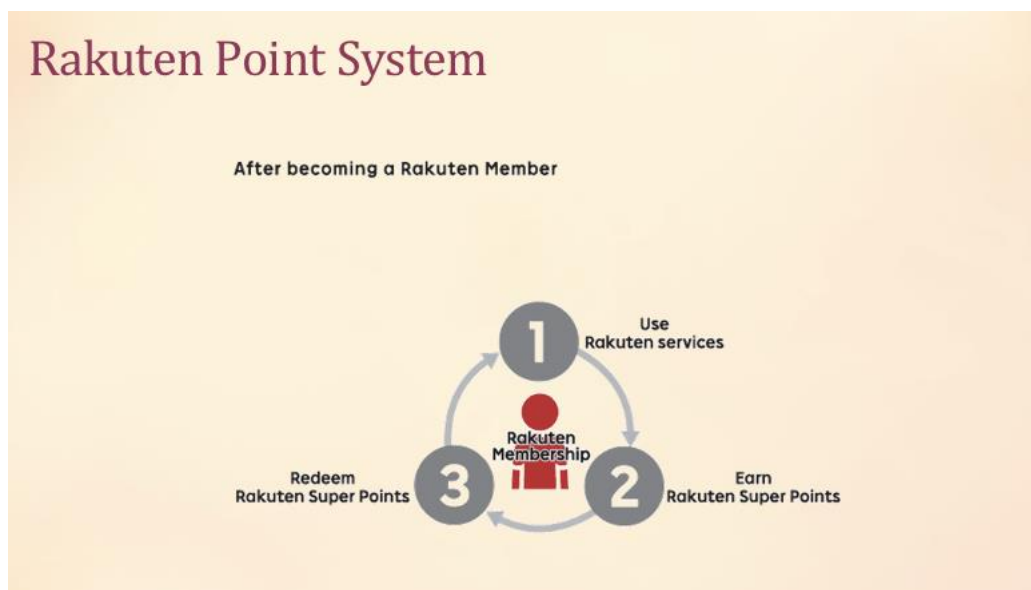 Rakuten Point System
After becoming a Rakuten Member
1
Use
Rakuten services
Rakuten
Membership
Redeem
Rakuten Super Points
3
2
Earn
Rakuten Super Points